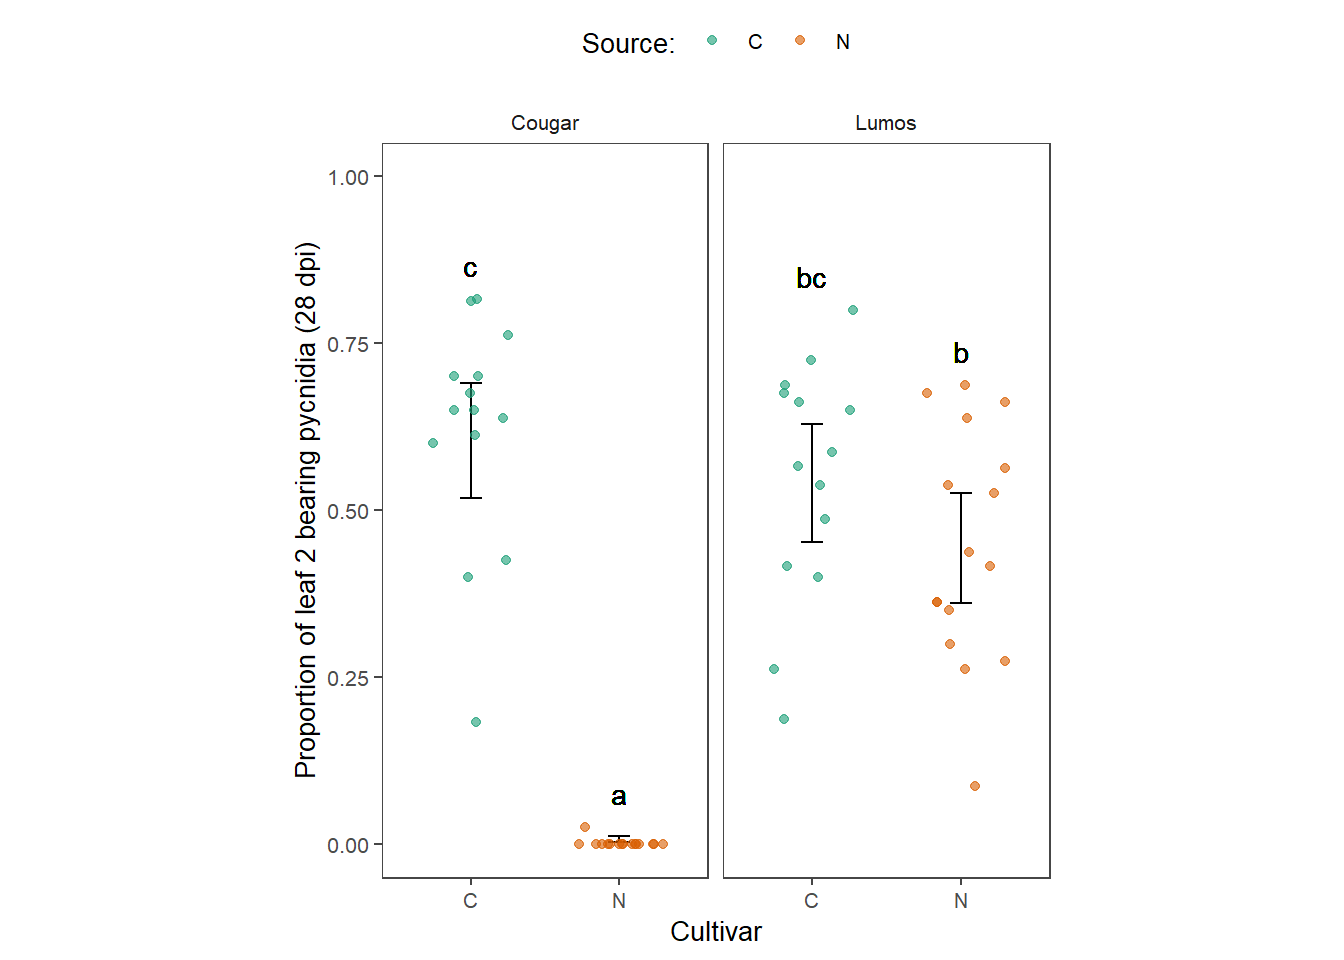 Source: C N
Cougar Lumos
1.00
0.75
0.50
0.25
0.00
Proportion of leaf 2 bearing pycnidia (28 dpi)
c
a
bc
b
C N C N
Cultivar